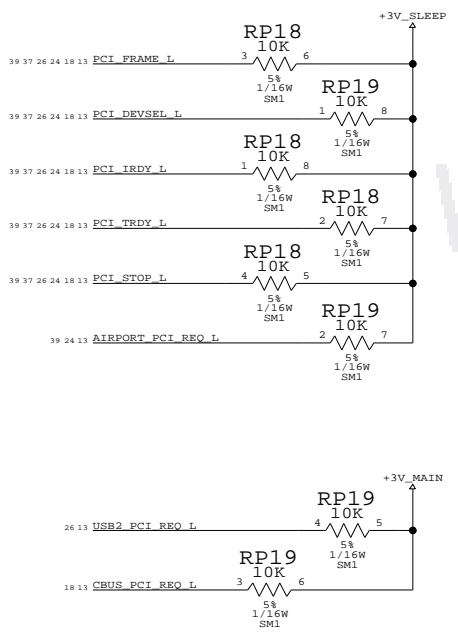 +3V_SLEEP
RP18
10K
39 37 26 24 18 13 PCI_FRAME_L 3 6
5%
1/16W
SM1
RP19
10K
39 37 26 24 18 13 PCI_DEVSEL_L 1 8
5%
1/16W
SM1
RP18
10K
39 37 26 24 18 13 PCI_IRDY_L 1 8
5%
1/16W
SM1
RP18
10K
39 37 26 24 18 13 PCI_TRDY_L 2 7
5%
1/16W
SM1
RP18
10K
39 37 26 24 18 13 PCI_STOP_L 4 5
5%
1/16W
SM1
RP19
10K
39 24 13 AIRPORT_PCI_REQ_L 2 7
5%
1/16W
SM1
+3V_MAIN
RP19
10K
26 13 USB2_PCI_REQ_L 4 5
5%
1/16W
SM1
RP19
10K
18 13 CBUS_PCI_REQ_L 3 6
5%
1/16W
SM1